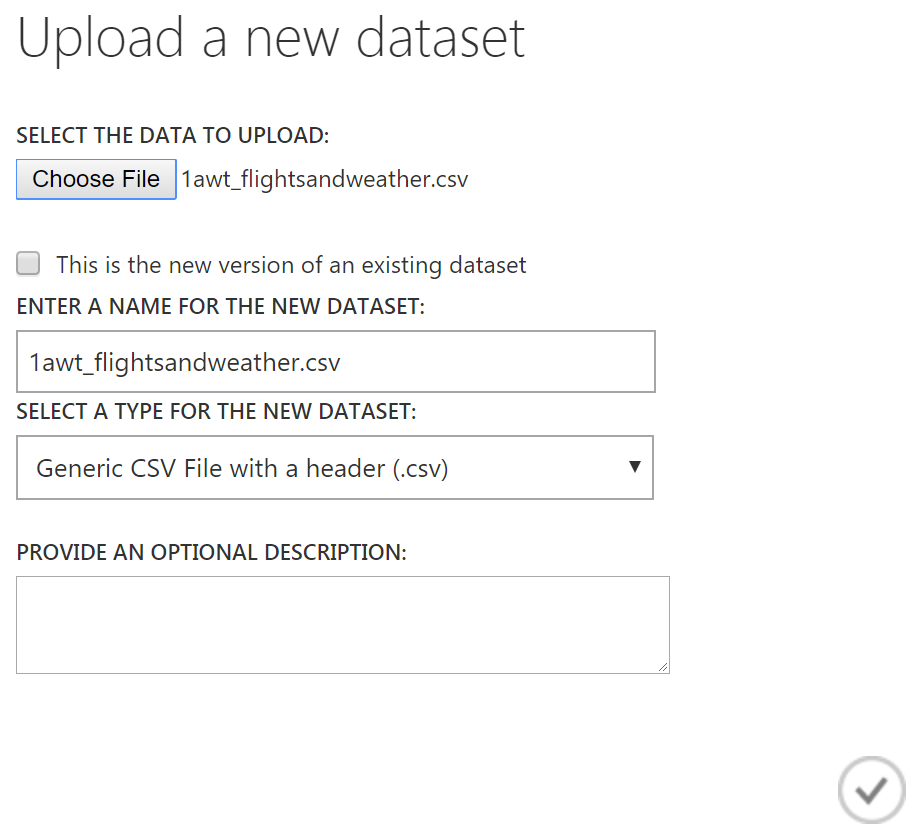 Upload a new dataset
SELECT THE DATA TO UPLOAD:
Choose File 1awt_flightsandweather.csv
This is the new version of an existing dataset
ENTER A NAME FOR THE NEW DATASET:
1awt_flightsandweather.csv
SELECT A TYPE FOR THE NEW DATASET:
Generic CSV File with a header (.csv)
PROVIDE AN OPTIONAL DESCRIPTION: